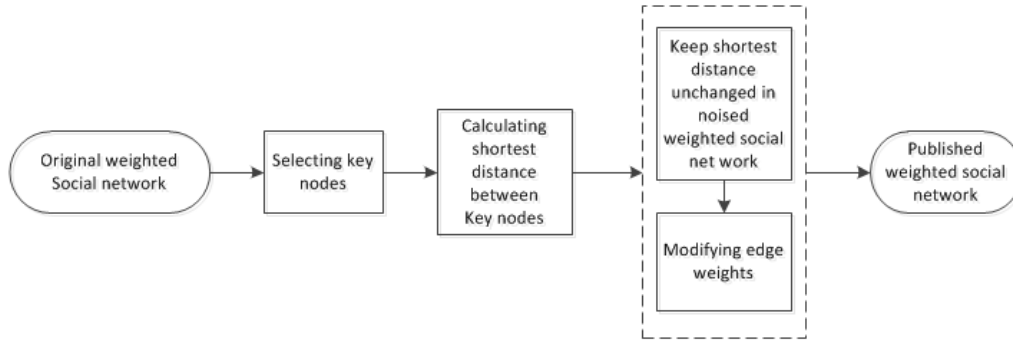 Original weighted
Social network
Selecting key
nodes
Calculating
shortest
distance
between
Key nodes
Keep shortest
distance
unchanged in
noised
weighted social
net work
Modifying edge
weights
Published
weighted social
network